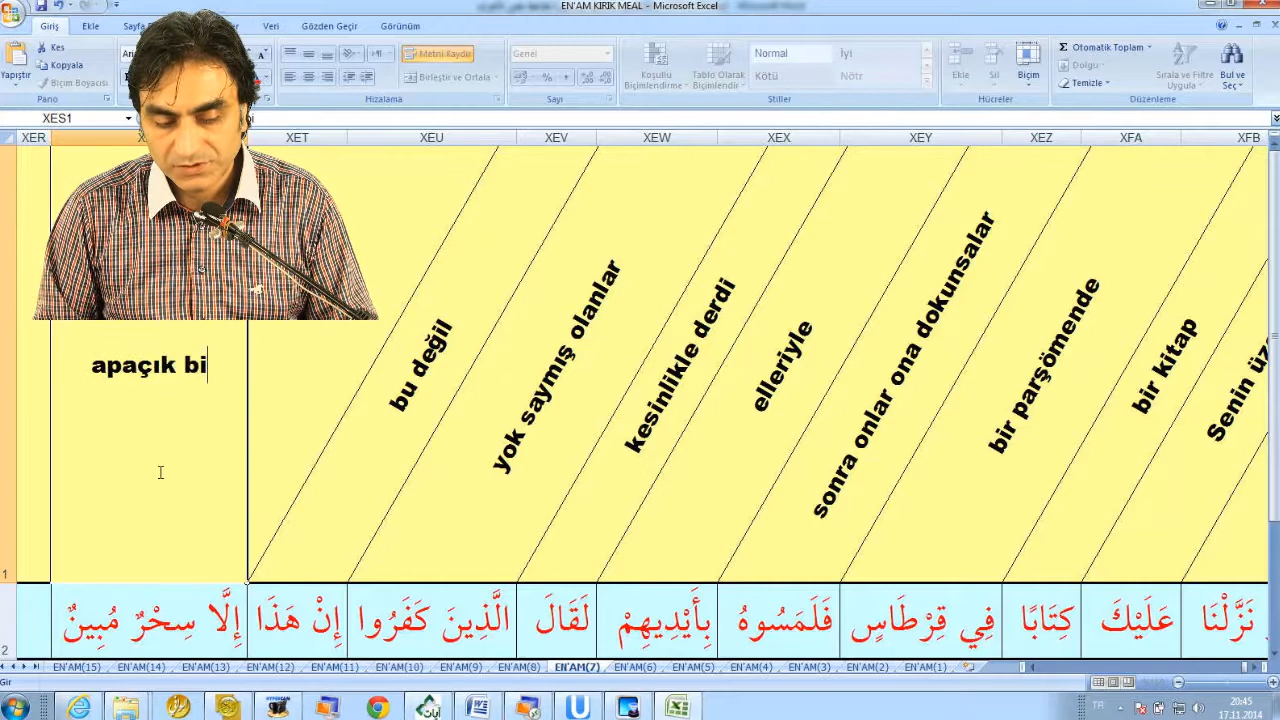 EN'AM KIRIK MEAL - Microsoft Excel
Giriş Ekle Sayfa Veri Gözden Geçir Görünüm
Yapıştır Kes Kopyala Biçim Boyacısı Pano
Metni Kaydır Birleştir ve Ortala Hizalama
Genel Sayı
Koşullu Biçimlendirme Tablo Olarak Biçimlendir Normal İyi Kötü Nötr Stiller
Sil Biçim Hücreler
Otomatik Toplam Dolgu Temizle Sırala ve Filtre Uygula Bul ve Seç Düzenleme
XES1
XER XET XEU XEV XEW XEX XEY XEZ XFA XFB
1
apaçık bi
bu değil
yok saymış olanlar
kesinlikle derdi
elleriyle
sonra onlar ona dokunsalar
bir parşömende
bir kitap
Senin üz
2
نَزَّلْنَا عَلَيْكَ كِتَابًا فِي قِرْطَاسٍ فَلَمَسُوهُ بِأَيْدِيهِمْ لَقَالَ الَّذِينَ كَفَرُوا إِنْ هَذَا إِلَّا سِحْرٌ مُبِينٌ
EN'AM(15) EN'AM(14) EN'AM(13) EN'AM(12) EN'AM(11) EN'AM(10) EN'AM(9) EN'AM(8) EN'AM(7) EN'AM(6) EN'AM(5) EN'AM(4) EN'AM(3) EN'AM(2) EN'AM(1)
Gir
TR
20:45
17.11.2014